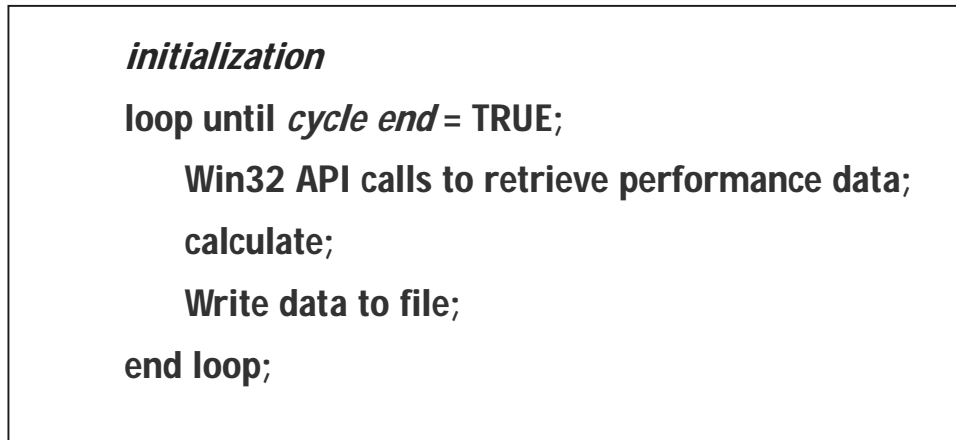 initialization
loop until cycle end = TRUE;
Win32 API calls to retrieve performance data;
calculate;
Write data to file;
end loop;